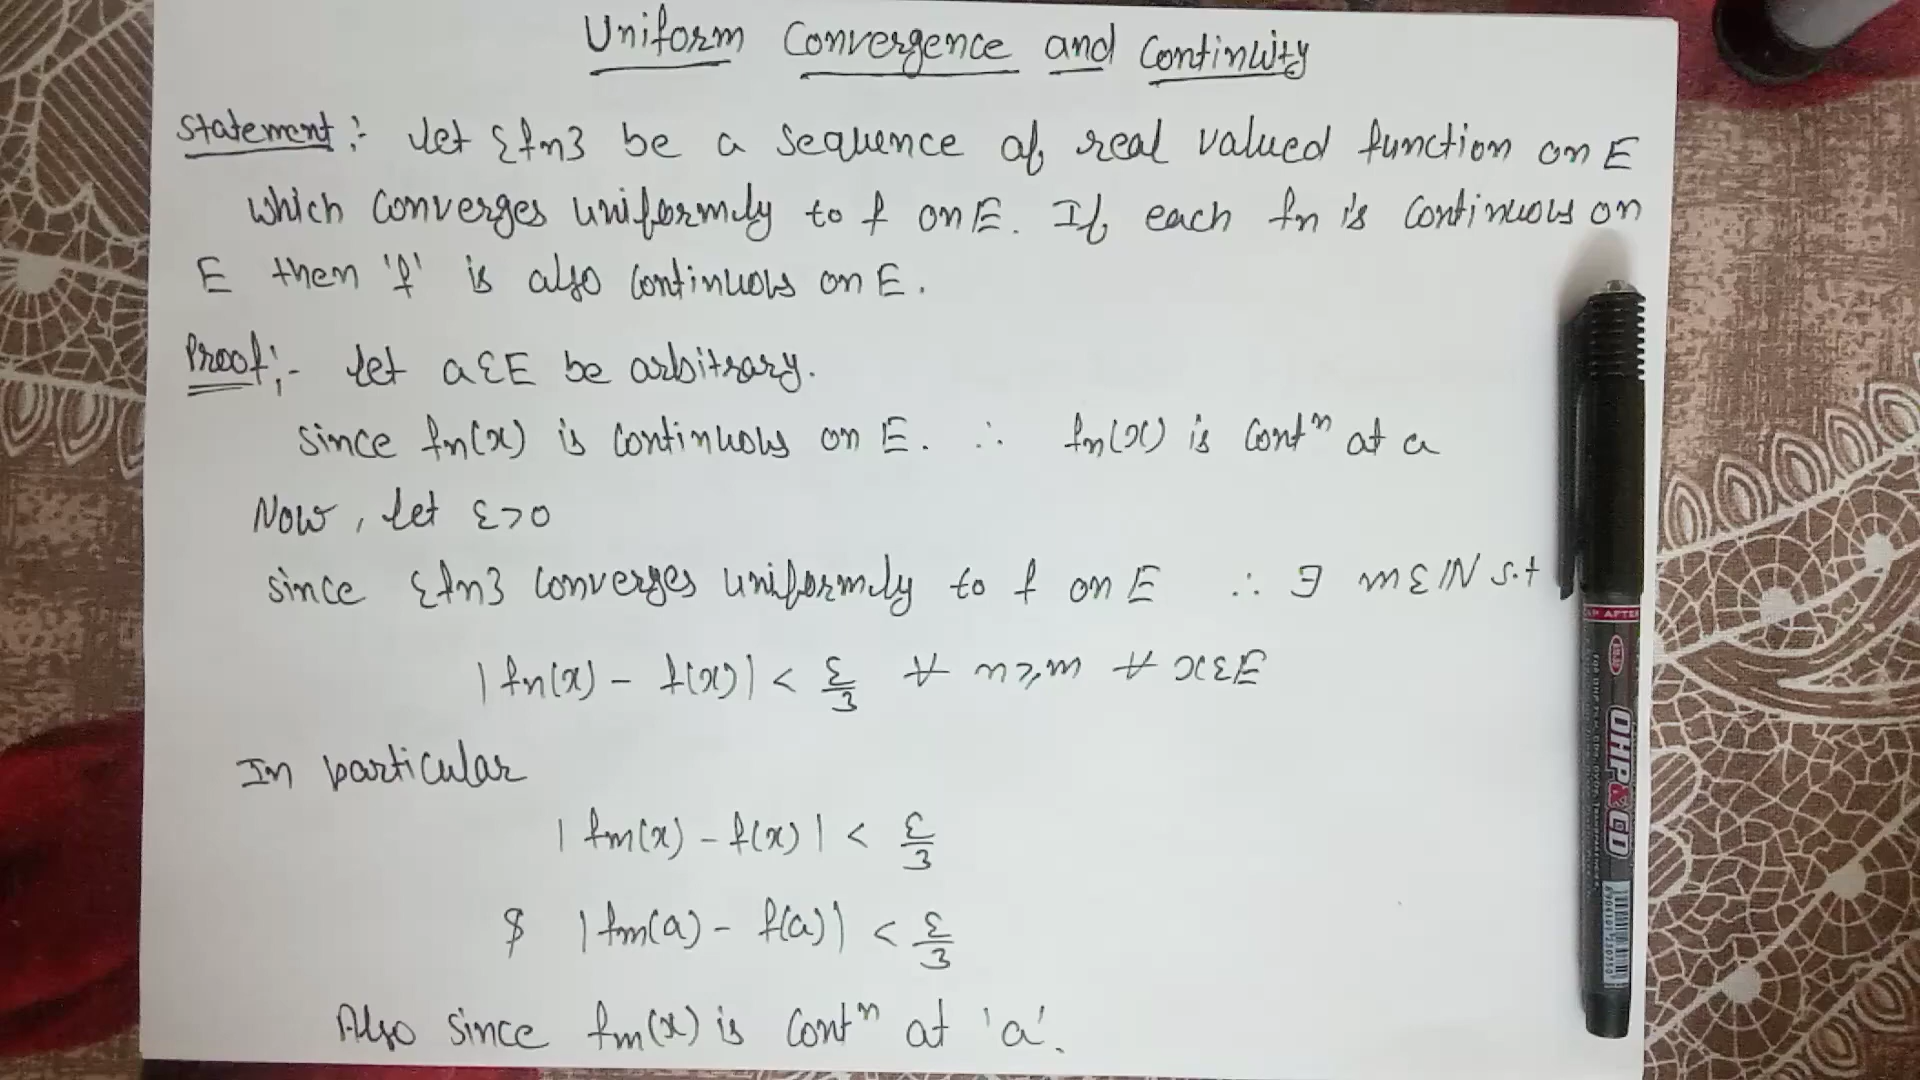 Uniform Convergence and Continuity
Statement :- Let {fn} be a sequence of real valued function on E
which converges uniformly to f on E. If each fn is continuous on
E then 'f' is also continuous on E.
Proof :- Let a ε E be arbitrary.
Since fn(x) is continuous on E. ∴ fn(x) is contⁿ at a
Now, Let ε>0
Since {fn} converges uniformly to f on E ∴ ∃ m ε ℕ s.t
|fn(x) - f(x)| < ε/3 ∀ n ≥ m ∀ x ε E
In particular
|fm(x) - f(x)| < ε/3
& |fm(a) - f(a)| < ε/3
Also since fm(x) is contⁿ at 'a'.
OHP&CD